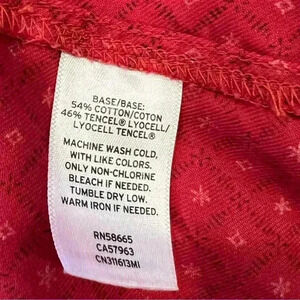 BASE/BASE:
54% COTTON/COTON
46% TENCEL® LYOCELL/
LYOCELL TENCEL®
MACHINE WASH COLD,
WITH LIKE COLORS.
ONLY NON-CHLORINE
BLEACH IF NEEDED.
TUMBLE DRY LOW.
WARM IRON IF NEEDED.
RN58665
CA57963
CN311613MI